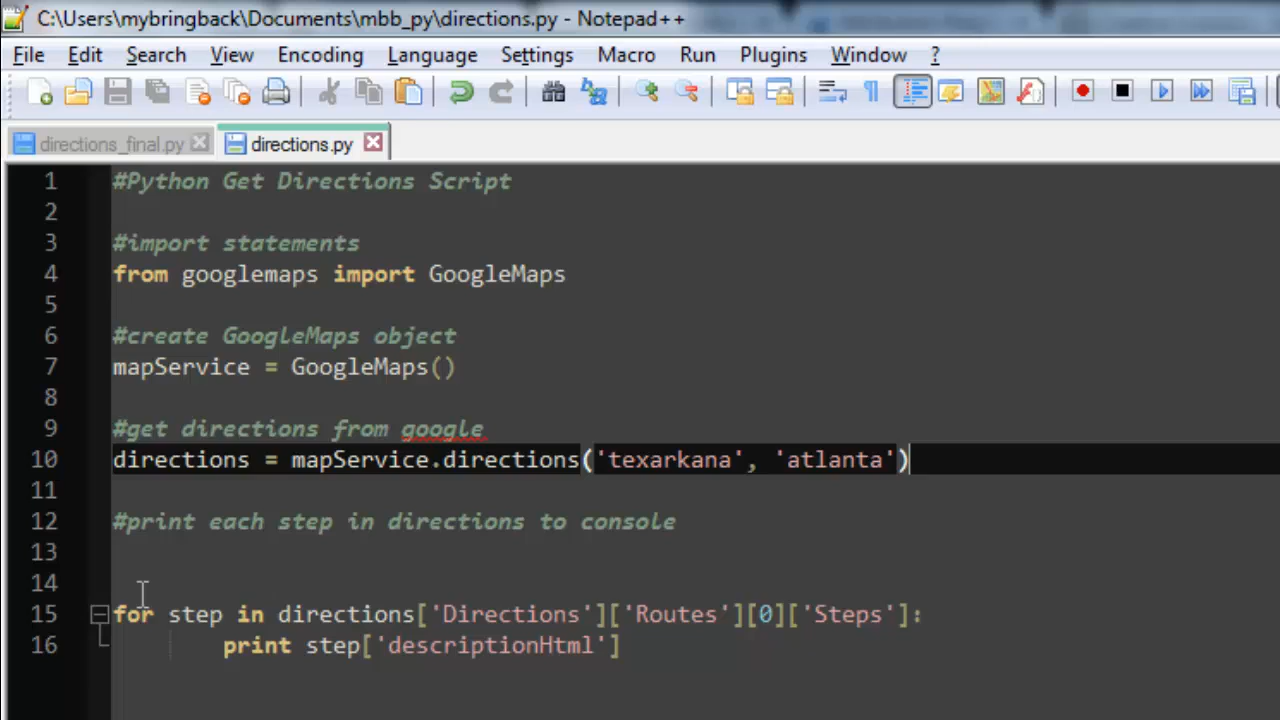 C:\Users\mybringback\Documents\mbb_py\directions.py - Notepad++
File Edit Search View Encoding Language Settings Macro Run Plugins Window ?
directions_final.py directions.py
1 #Python Get Directions Script
2
3 #import statements
4 from googlemaps import GoogleMaps
5
6 #create GoogleMaps object
7 mapService = GoogleMaps()
8
9 #get directions from google
10 directions = mapService.directions('texarkana', 'atlanta')
11
12 #print each step in directions to console
13
14
15 for step in directions['Directions']['Routes'][0]['Steps']:
16 print step['descriptionHtml']